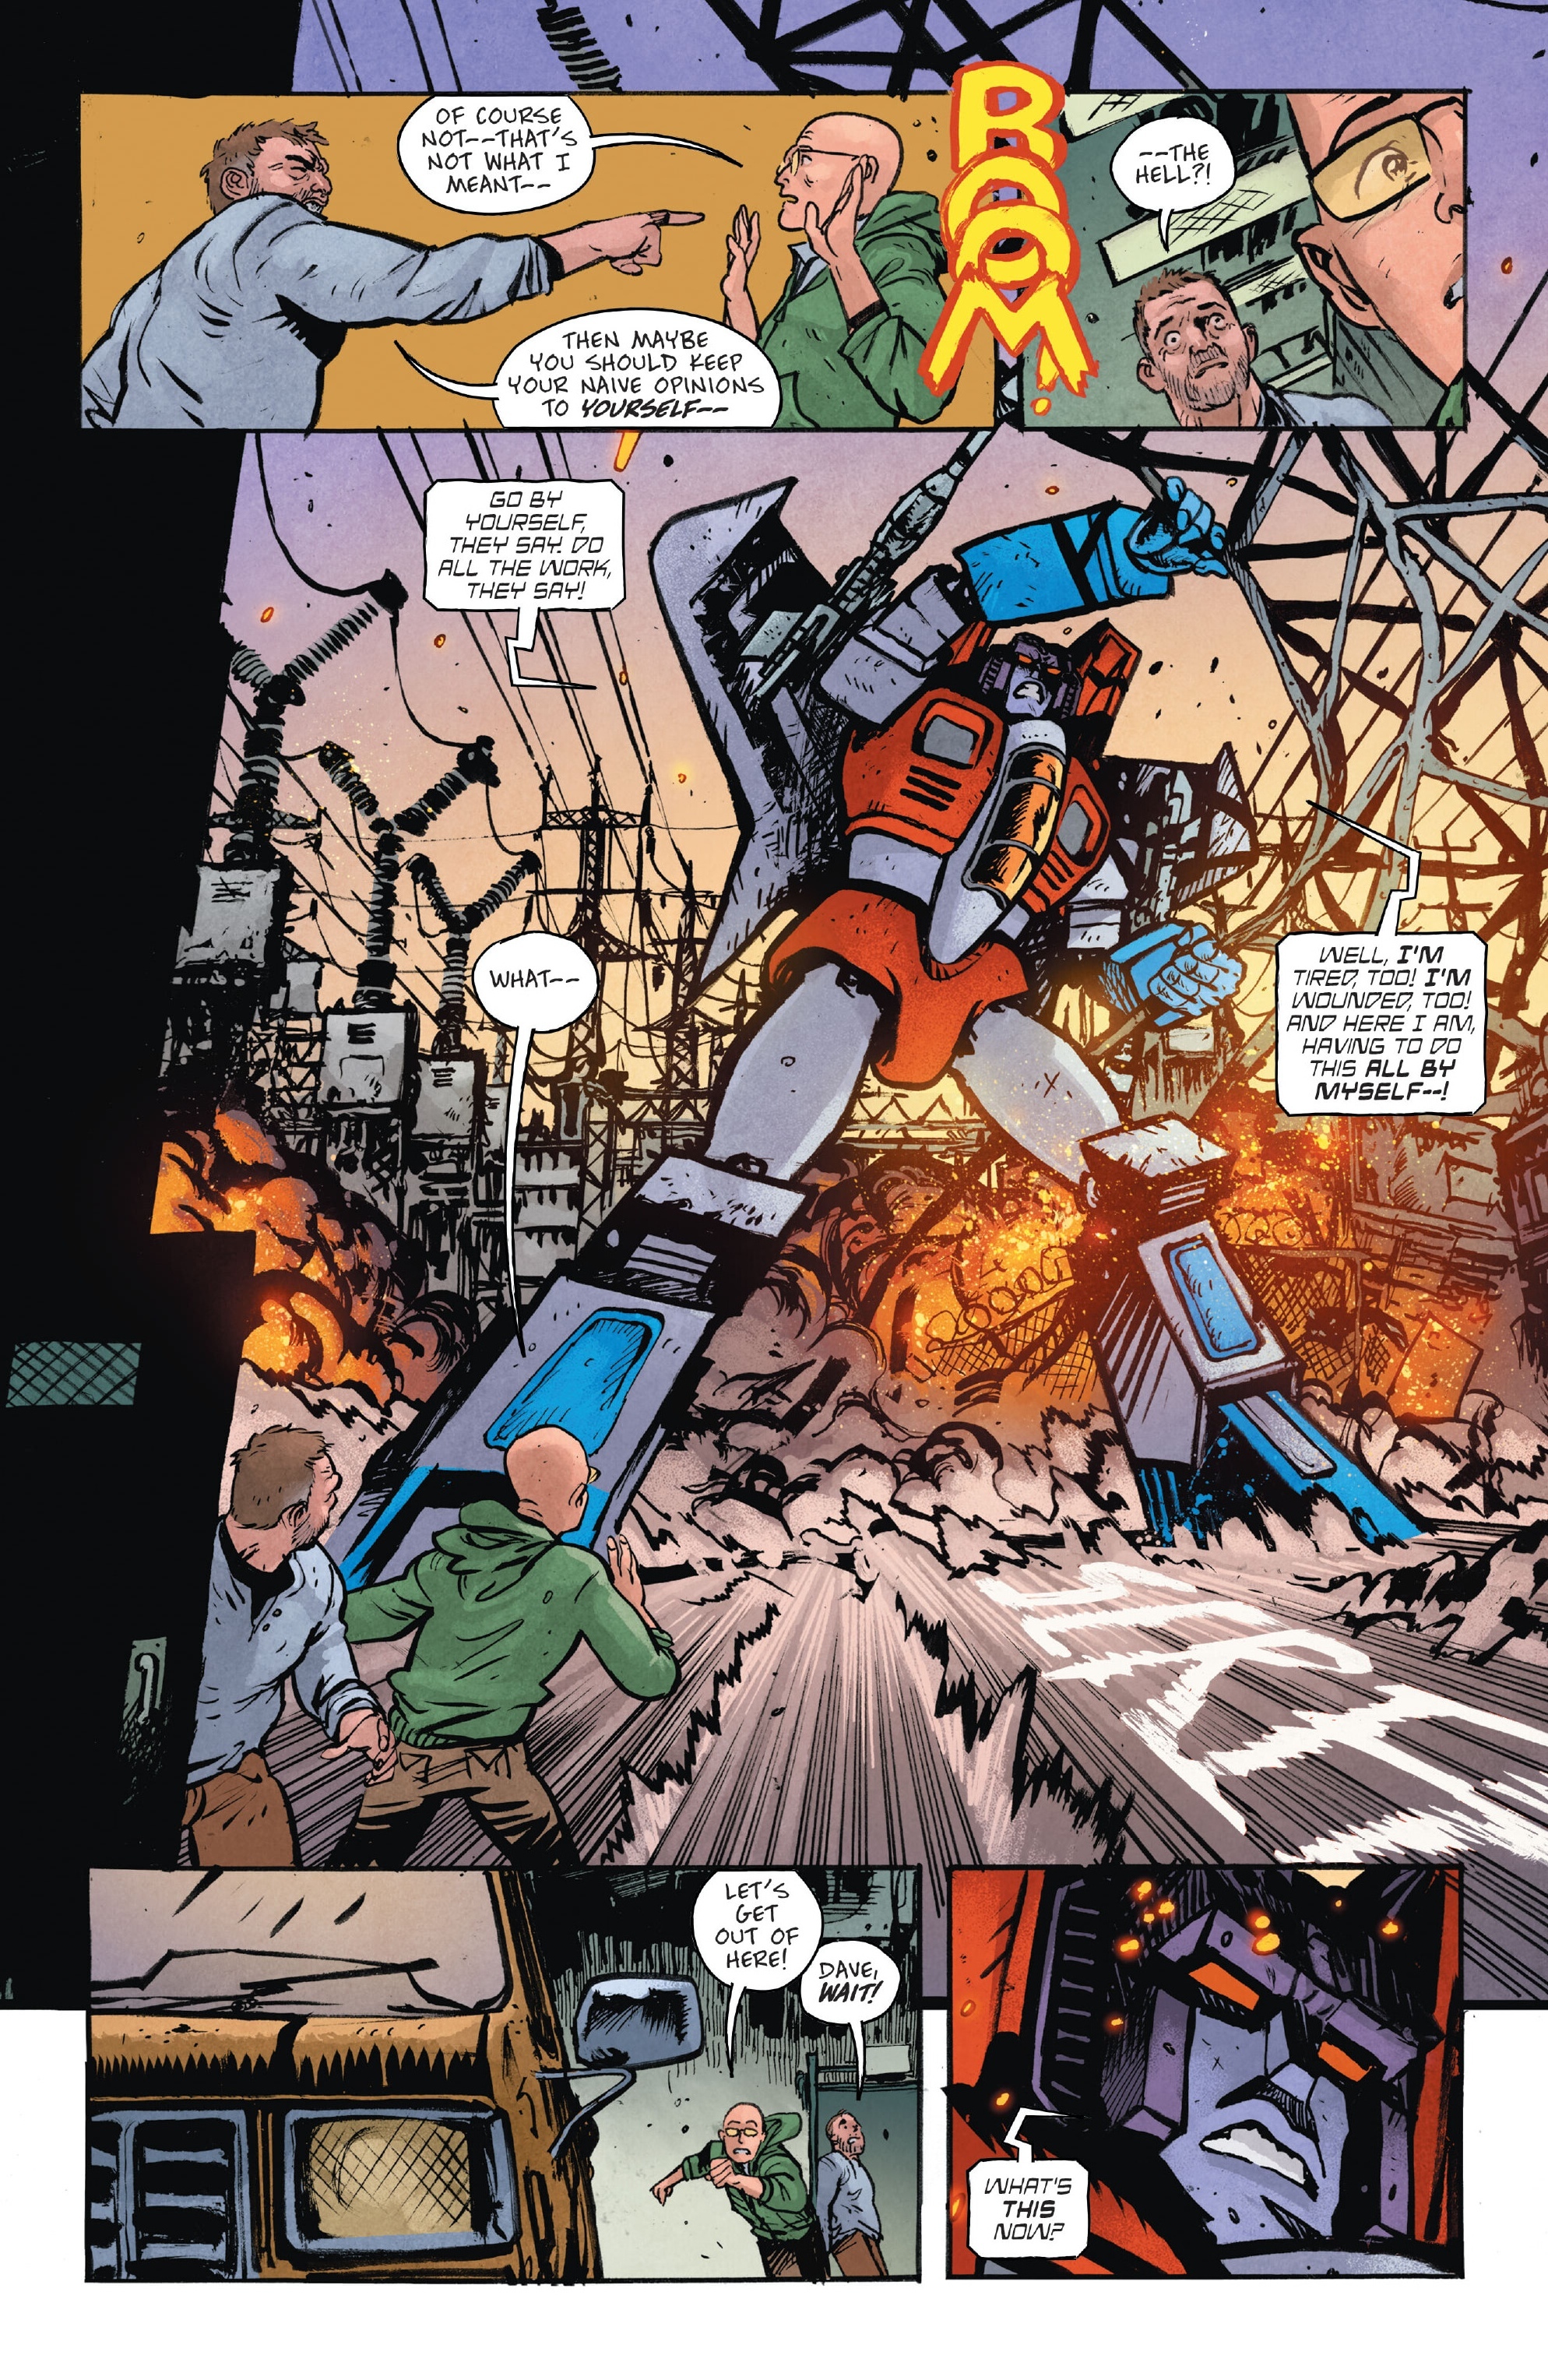 OF COURSE
NOT--THAT'S
NOT WHAT I
MEANT--
THEN MAYBE
YOU SHOULD KEEP
YOUR NAIVE OPINIONS
TO YOURSELF--
BOOM
--THE
HELL?!
GO BY
YOURSELF,
THEY SAY. DO
ALL THE WORK,
THEY SAY!
WHAT--
WELL, I'M
TIRED, TOO! I'M
WOUNDED, TOO!
AND HERE I AM,
HAVING TO DO
THIS ALL BY
MYSELF--!
SKRT
LET'S
GET
OUT OF
HERE!
DAVE,
WAIT!
WHAT'S
THIS
NOW?